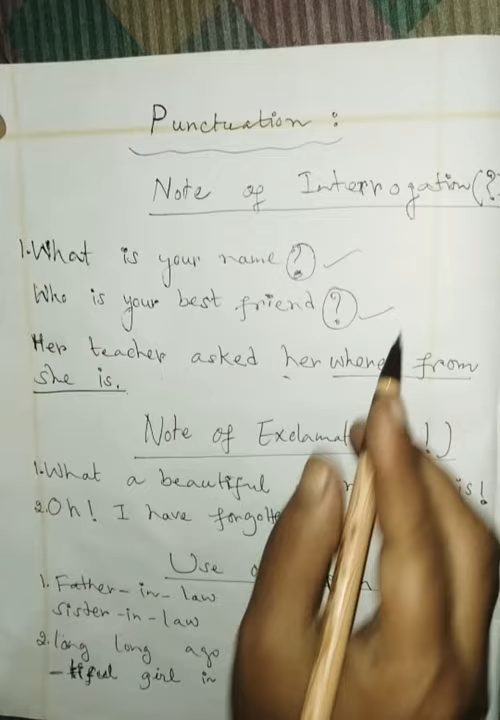 Punctuation :
Note of Interrogation (?
1. What is your name ?
Who is your best friend ?
Her teacher asked her where from
she is.
Note of !)
1. What a beautiful is!
2. Oh! I have
Use
1. Father-in-law
Sister-in-law
2. long long ago
girl in